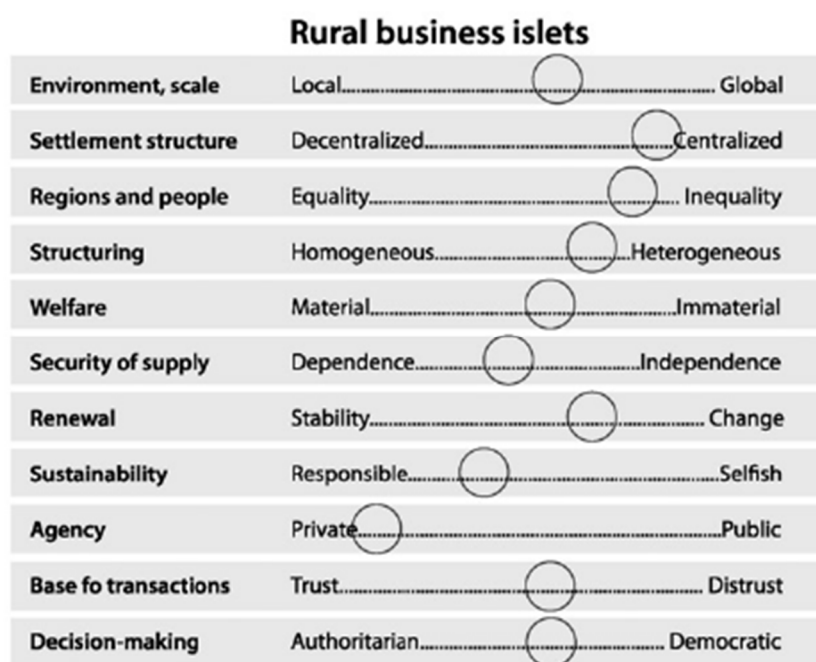 Rural business islets
Environment, scale Local Global
Settlement structure Decentralized Centralized
Regions and people Equality Inequality
Structuring Homogeneous Heterogeneous
Welfare Material Immaterial
Security of supply Dependence Independence
Renewal Stability Change
Sustainability Responsible Selfish
Agency Private Public
Base fo transactions Trust Distrust
Decision-making Authoritarian Democratic